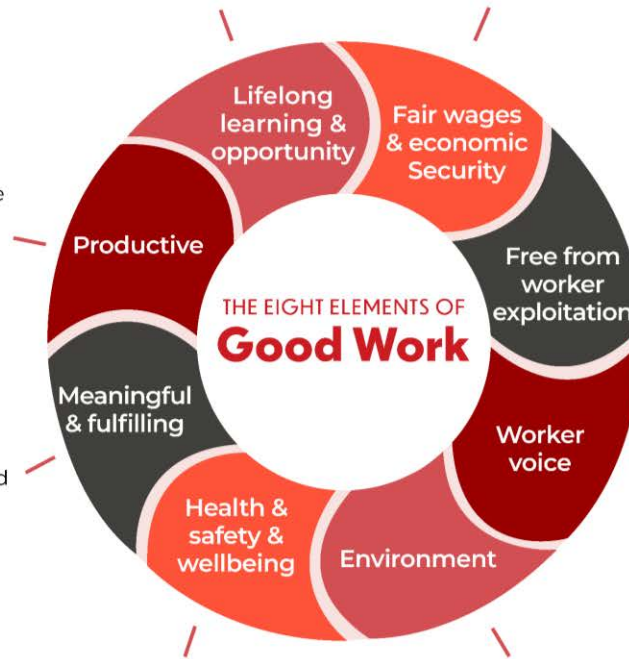 THE EIGHT ELEMENTS OF
Good Work
Lifelong
learning &
opportunity
Fair wages
& economic
Security
Free from
worker
exploitation
Worker
voice
Environment
Health &
safety &
wellbeing
Meaningful
& fulfilling
Productive